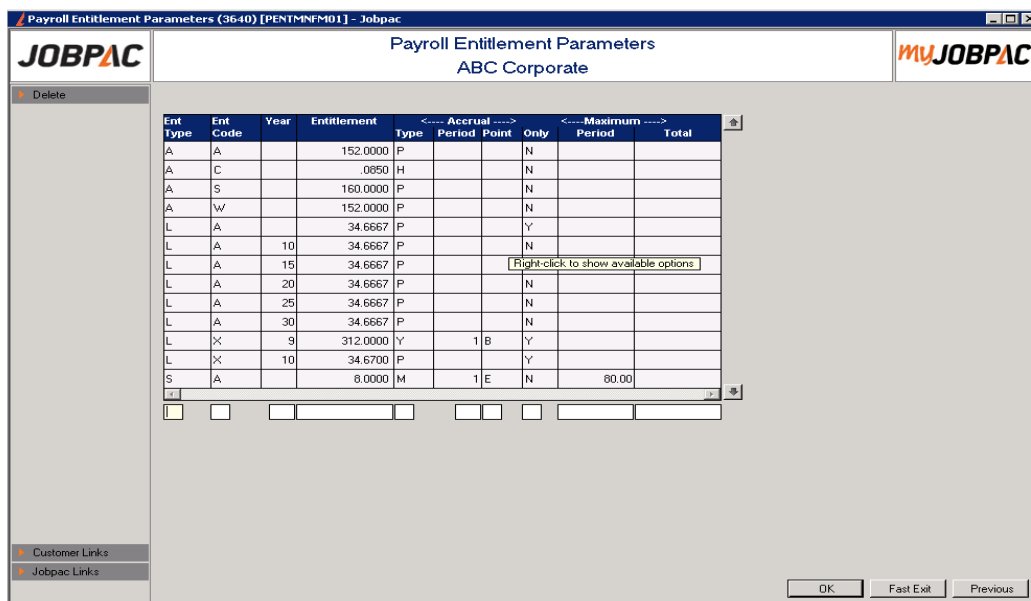 Payroll Entitlement Parameters (3640) [PENTMNFM01] - Jobpac
JOBPAC
Payroll Entitlement Parameters
ABC Corporate
myJOBPAC
Delete
Ent Ent Year Entitlement <---- Accrual ----> <----Maximum ---->
Type Code Type Period Point Only Period Total
A A 152.0000 P N
A C .0850 H N
A S 160.0000 P N
A W 152.0000 P N
L A 34.6667 P Y
L A 10 34.6667 P N
L A 15 34.6667 P Right-click to show available options
L A 20 34.6667 P N
L A 25 34.6667 P N
L A 30 34.6667 P N
L X 9 312.0000 Y 1 B Y
L X 10 34.6700 P Y
S A 8.0000 M 1 E N 80.00
Customer Links
Jobpac Links
OK Fast Exit Previous